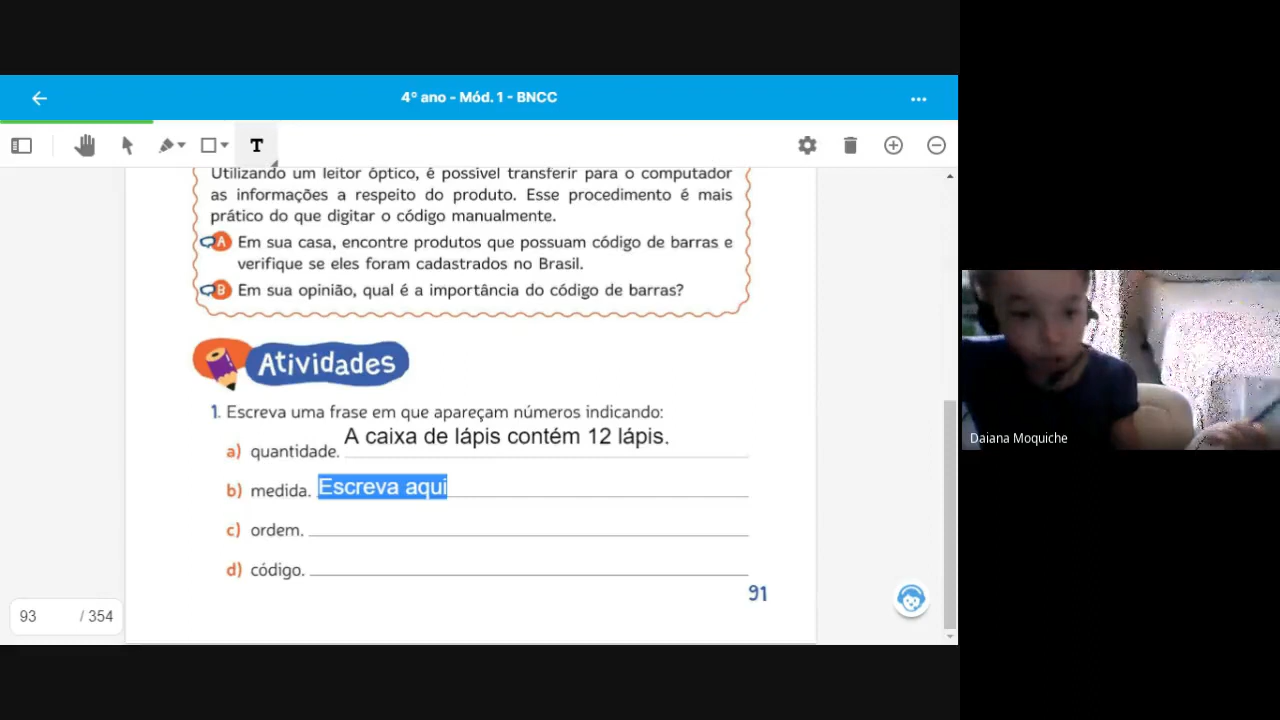 4º ano - Mód. 1 - BNCC
T
Utilizando um leitor óptico, é possível transferir para o computador
as informações a respeito do produto. Esse procedimento é mais
prático do que digitar o código manualmente.
A Em sua casa, encontre produtos que possuam código de barras e
verifique se eles foram cadastrados no Brasil.
B Em sua opinião, qual é a importância do código de barras?
Atividades
1. Escreva uma frase em que apareçam números indicando:
a) quantidade. A caixa de lápis contém 12 lápis.
b) medida. Escreva aqui
c) ordem.
d) código.
91
93 / 354
Daiana Moquiche